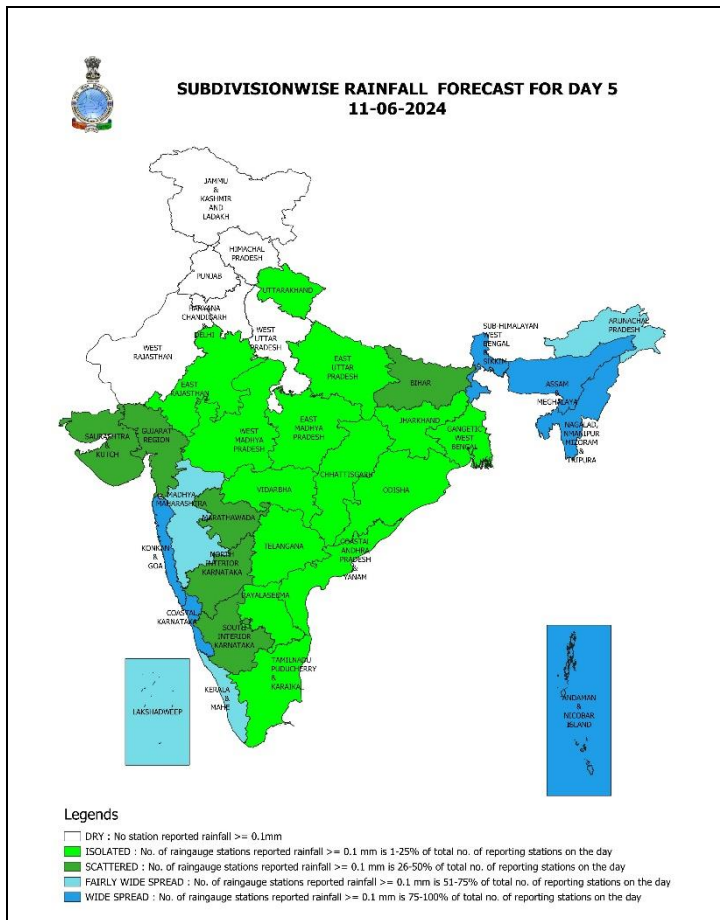 SUBDIVISIONWISE RAINFALL FORECAST FOR DAY 5
11-06-2024
JAMMU
&
KASHMIR
AND
LADAKH
HIMACHAL
PRADESH
PUNJAB
UTTARAKHAND
HARYANA
CHANDIGARH
&
DELHI
WEST
UTTAR
PRADESH
WEST
RAJASTHAN
SUB-HIMALAYAN
WEST
BENGAL
&
SIKKIM
ARUNACHAL
PRADESH
EAST
UTTAR
PRADESH
BIHAR
EAST
RAJASTHAN
ASSAM
&
MEGHALAYA
NAGALAD,
NMANIPUR
MIZORAM
&
TRIPURA
SAURASHTRA
&
KUTCH
GUJARAT
REGION
WEST
MADHYA
PRADESH
EAST
MADHYA
PRADESH
JHARKHAND
GANGETIC
WEST
BENGAL
CHHATTISGARH
ODISHA
VIDARBHA
MADHYA
MAHARASHTRA
MARATHAWADA
KONKAN
&
GOA
NORTH
INTERIOR
KARNATAKA
TELANGANA
COASTAL
ANDHRA
PRADESH
&
YANAM
RAYALASEEMA
COASTAL
KARNATAKA
SOUTH
INTERIOR
KARNATAKA
TAMILNADU
PUDUCHERRY
&
KARAIKAL
KERALA
&
MAHE
LAKSHADWEEP
ANDAMAN
&
NICOBAR
ISLAND
Legends
DRY : No station reported rainfall >= 0.1mm
ISOLATED : No. of raingauge stations reported rainfall >= 0.1 mm is 1-25% of total no. of reporting stations on the day
SCATTERED : No. of raingauge stations reported rainfall >= 0.1 mm is 26-50% of total no. of reporting stations on the day
FAIRLY WIDE SPREAD : No. of raingauge stations reported rainfall >= 0.1 mm is 51-75% of total no. of reporting stations on the day
WIDE SPREAD : No. of raingauge stations reported rainfall >= 0.1 mm is 75-100% of total no. of reporting stations on the day